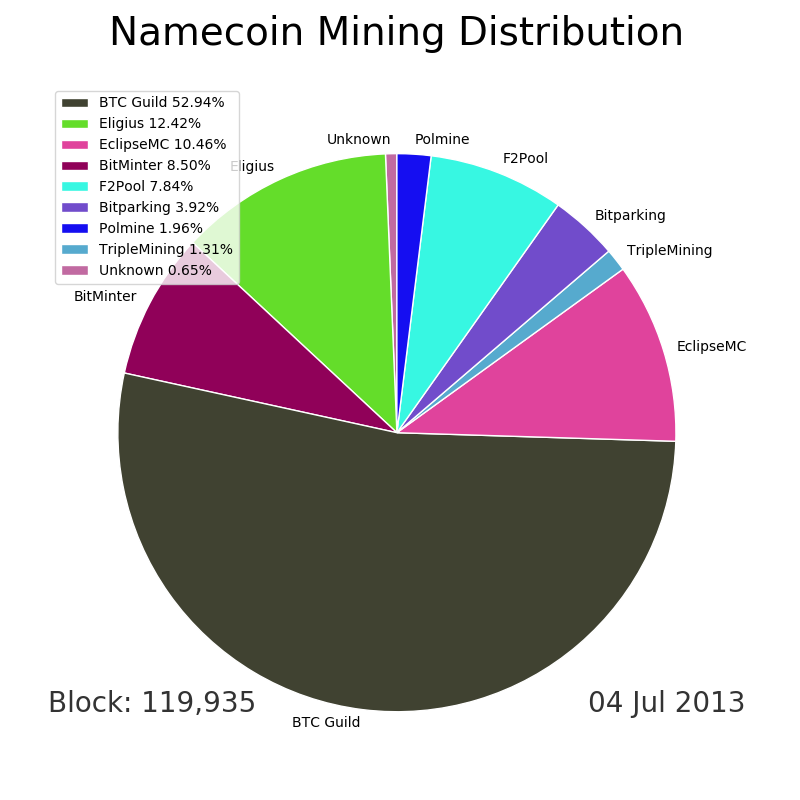 Namecoin Mining Distribution
BTC Guild 52.94%
Eligius 12.42%
EclipseMC 10.46%
BitMinter 8.50%
F2Pool 7.84%
Bitparking 3.92%
Polmine 1.96%
TripleMining 1.31%
Unknown 0.65%
Unknown
Polmine
F2Pool
Eligius
Bitparking
TripleMining
BitMinter
EclipseMC
BTC Guild
Block: 119,935
04 Jul 2013